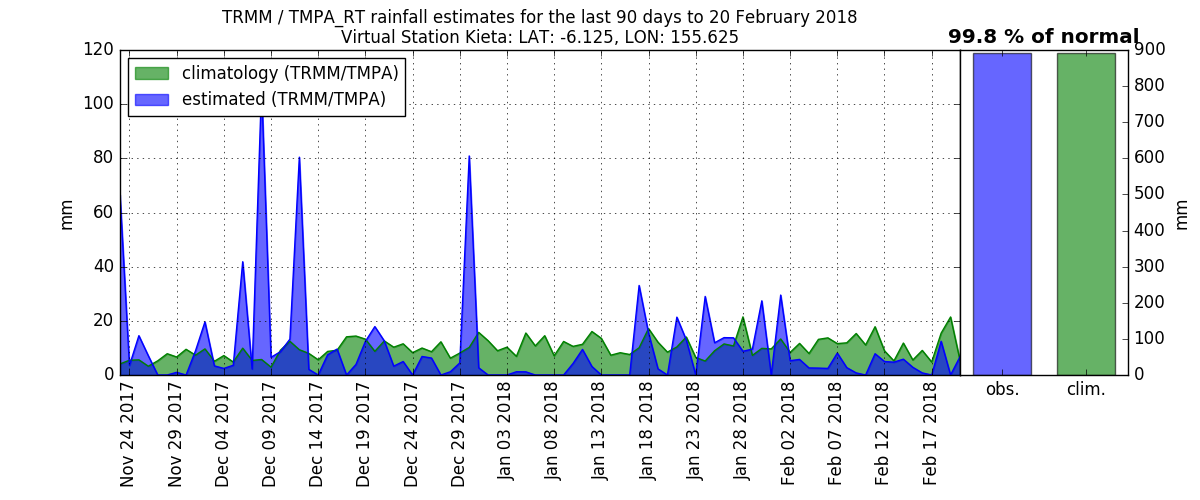 TRMM / TMPA_RT rainfall estimates for the last 90 days to 20 February 2018
Virtual Station Kieta: LAT: -6.125, LON: 155.625
99.8 % of normal
climatology (TRMM/TMPA)
estimated (TRMM/TMPA)
120
100
80
60
40
20
0
mm
Nov 24 2017
Nov 29 2017
Dec 04 2017
Dec 09 2017
Dec 14 2017
Dec 19 2017
Dec 24 2017
Dec 29 2017
Jan 03 2018
Jan 08 2018
Jan 13 2018
Jan 18 2018
Jan 23 2018
Jan 28 2018
Feb 02 2018
Feb 07 2018
Feb 12 2018
Feb 17 2018
obs.
clim.
900
800
700
600
500
400
300
200
100
0
mm